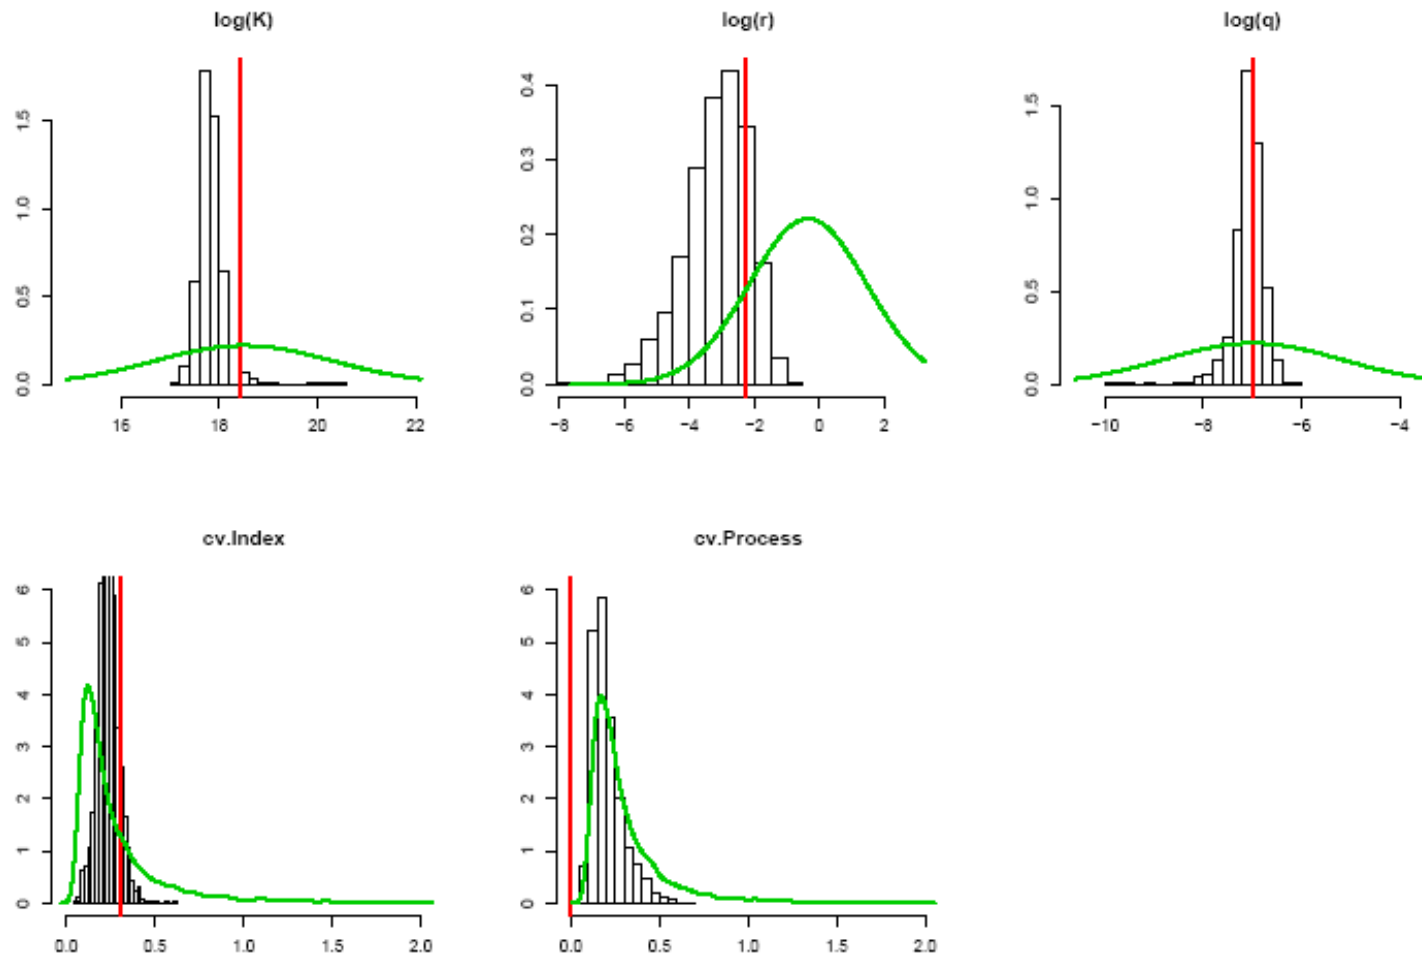 log(K)
log(r)
log(q)
0.0 0.5 1.0 1.5
16 18 20 22
0.0 0.1 0.2 0.3 0.4
−8 −6 −4 −2 0 2
0.0 0.5 1.0 1.5
−10 −8 −6 −4
cv.Index
cv.Process
0 1 2 3 4 5 6
0.0 0.5 1.0 1.5 2.0
0 1 2 3 4 5 6
0.0 0.5 1.0 1.5 2.0